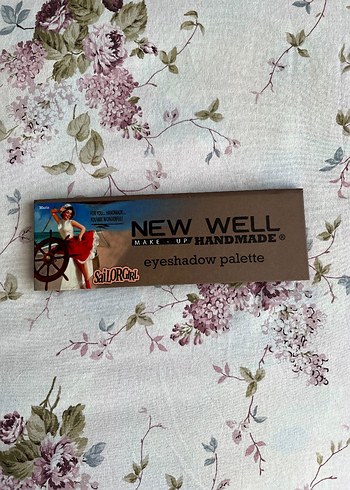 NEW WELL
MAKE - UP HANDMADE®
eyeshadow palette
SaiLORGiRL